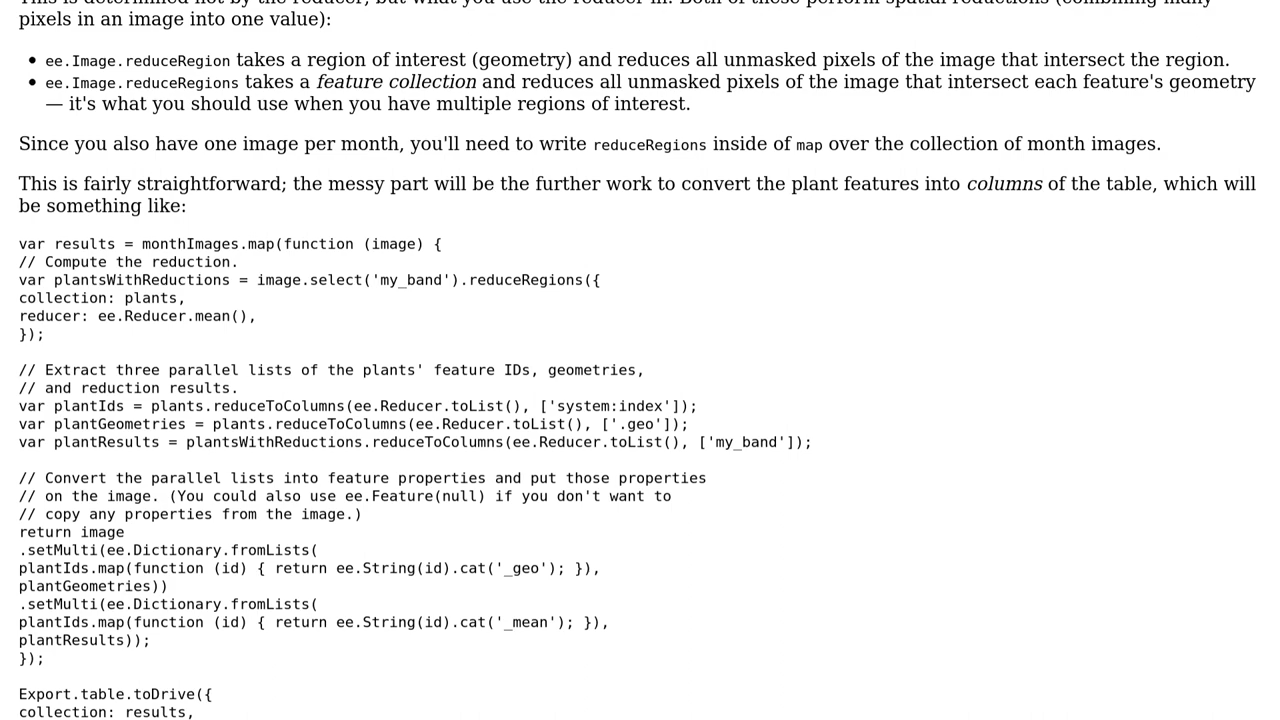 pixels in an image into one value):
• ee.Image.reduceRegion takes a region of interest (geometry) and reduces all unmasked pixels of the image that intersect the region.
• ee.Image.reduceRegions takes a feature collection and reduces all unmasked pixels of the image that intersect each feature's geometry
— it's what you should use when you have multiple regions of interest.
Since you also have one image per month, you'll need to write reduceRegions inside of map over the collection of month images.
This is fairly straightforward; the messy part will be the further work to convert the plant features into columns of the table, which will
be something like:
var results = monthImages.map(function (image) {
// Compute the reduction.
var plantsWithReductions = image.select('my_band').reduceRegions({
collection: plants,
reducer: ee.Reducer.mean(),
});
// Extract three parallel lists of the plants' feature IDs, geometries,
// and reduction results.
var plantIds = plants.reduceToColumns(ee.Reducer.toList(), ['system:index']);
var plantGeometries = plants.reduceToColumns(ee.Reducer.toList(), ['.geo']);
var plantResults = plantsWithReductions.reduceToColumns(ee.Reducer.toList(), ['my_band']);
// Convert the parallel lists into feature properties and put those properties
// on the image. (You could also use ee.Feature(null) if you don't want to
// copy any properties from the image.)
return image
.setMulti(ee.Dictionary.fromLists(
plantIds.map(function (id) { return ee.String(id).cat('_geo'); }),
plantGeometries))
.setMulti(ee.Dictionary.fromLists(
plantIds.map(function (id) { return ee.String(id).cat('_mean'); }),
plantResults));
});
Export.table.toDrive({
collection: results,